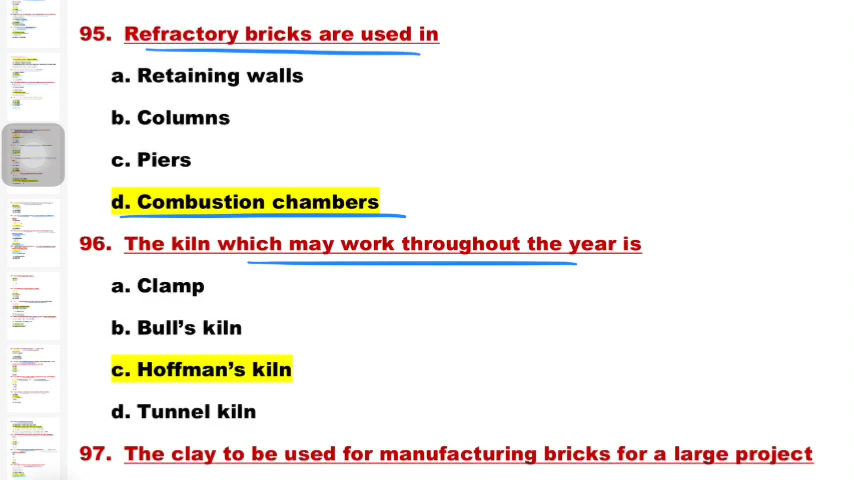 95. Refractory bricks are used in
a. Retaining walls
b. Columns
c. Piers
d. Combustion chambers
96. The kiln which may work throughout the year is
a. Clamp
b. Bull’s kiln
c. Hoffman’s kiln
d. Tunnel kiln
97. The clay to be used for manufacturing bricks for a large project